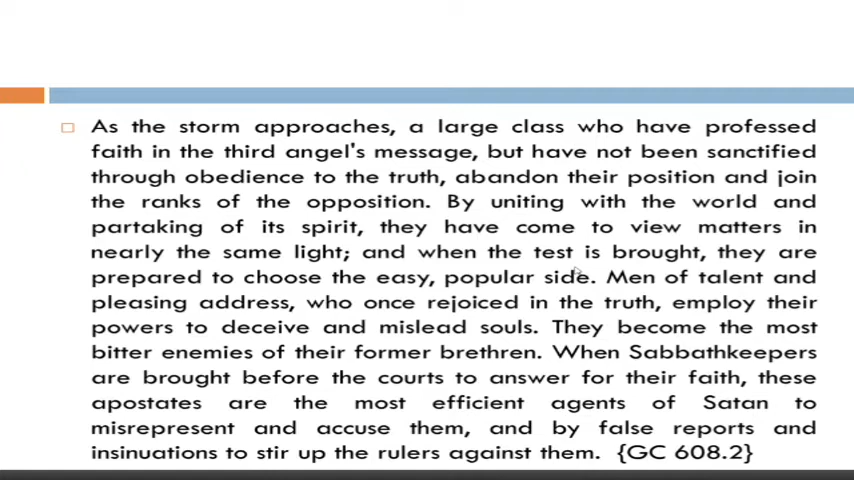 As the storm approaches, a large class who have professed
faith in the third angel's message, but have not been sanctified
through obedience to the truth, abandon their position and join
the ranks of the opposition. By uniting with the world and
partaking of its spirit, they have come to view matters in
nearly the same light; and when the test is brought, they are
prepared to choose the easy, popular side. Men of talent and
pleasing address, who once rejoiced in the truth, employ their
powers to deceive and mislead souls. They become the most
bitter enemies of their former brethren. When Sabbathkeepers
are brought before the courts to answer for their faith, these
apostates are the most efficient agents of Satan to
misrepresent and accuse them, and by false reports and
insinuations to stir up the rulers against them. {GC 608.2}